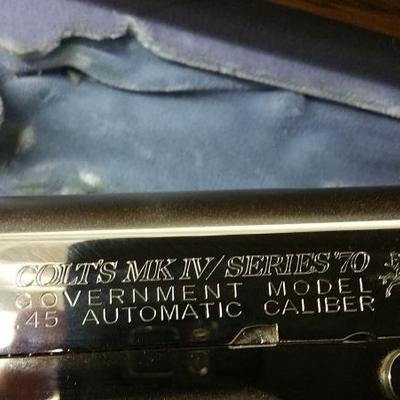 COLT'S MK IV/SERIES'70
GOVERNMENT MODEL
.45 AUTOMATIC CALIBER